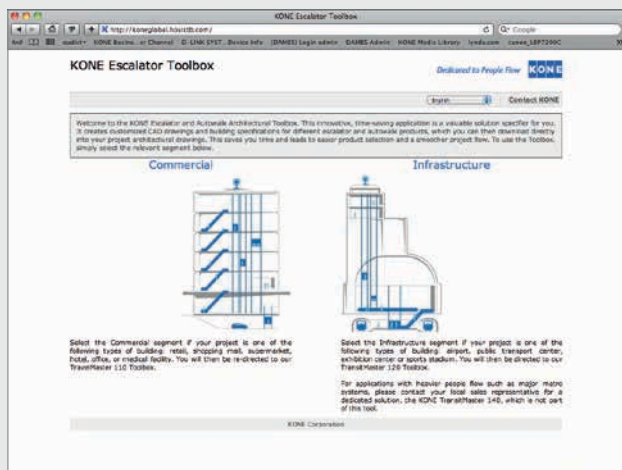 KONE Escalator Toolbox
http://koneglobal.hourstb.com/
Google
KONE Media Library
lynda.com
KONE Escalator Toolbox
Dedicated to People Flow KONE
English
Contact KONE
Welcome to the KONE Escalator and Autowalk Architectural Toolbox. This innovative, time-saving application is a valuable solution specifier for you.
It creates customized CAD drawings and building specifications for different escalator and autowalk products, which you can then download directly
into your project architectural drawings. This saves you time and leads to easier product selection and a smoother project flow. To use the Toolbox,
simply select the relevant segment below.
Commercial
Infrastructure
Select the Commercial segment if your project is one of the
following types of building: retail, shopping mall, supermarket,
hotel, office, or medical facility. You will then be re-directed to our
TravelMaster 110 Toolbox.
Select the Infrastructure segment if your project is one of the
following types of building: airport, public transport center,
exhibition center or sports stadium. You will then be redirected to our
TransitMaster 120 Toolbox.
For applications with heavier people flow such as major metro
systems, please contact your local sales representative for a
dedicated solution, the KONE TransitMaster 140, which is not part
of this tool.
KONE Corporation